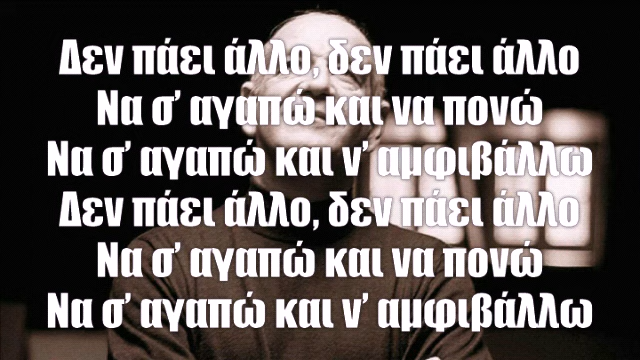 Δεν πάει άλλο, δεν πάει άλλο
Να σ’ αγαπώ και να πονώ
Να σ’ αγαπώ και ν’ αμφιβάλλω
Δεν πάει άλλο, δεν πάει άλλο
Να σ’ αγαπώ και να πονώ
Να σ’ αγαπώ και ν’ αμφιβάλλω